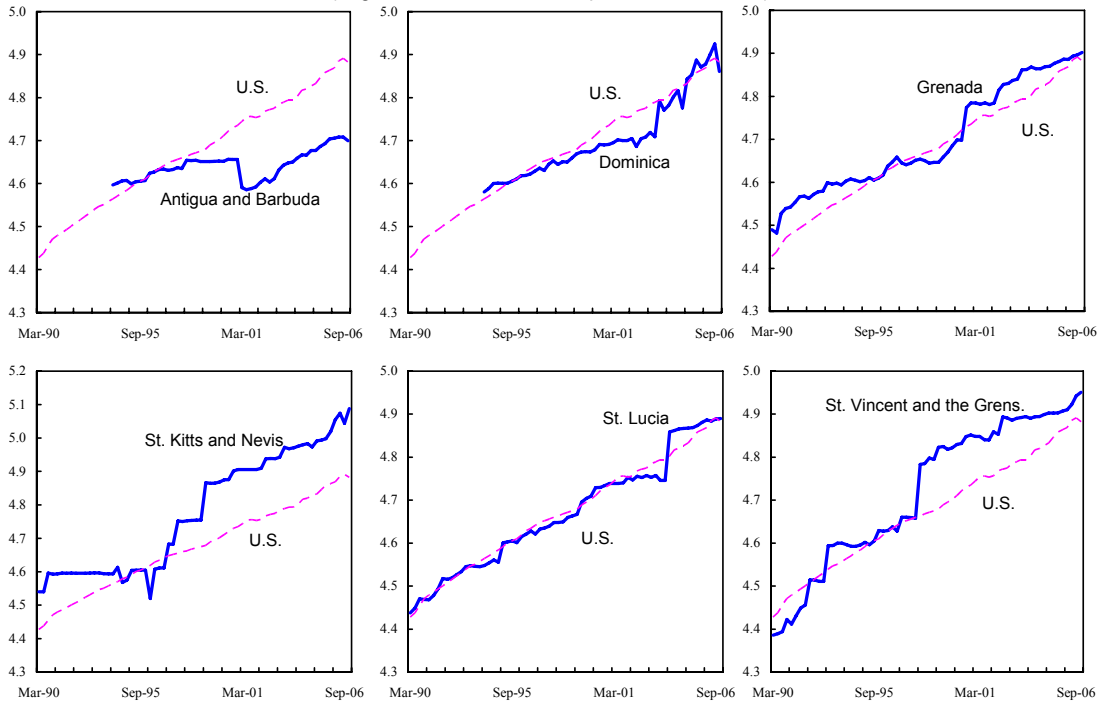 5.0
4.9
4.8
4.7
4.6
4.5
4.4
4.3
U.S.
Antigua and Barbuda
Mar-90 Sep-95 Mar-01 Sep-06
5.0
4.9
4.8
4.7
4.6
4.5
4.4
4.3
U.S.
Dominica
Mar-90 Sep-95 Mar-01 Sep-06
5.0
4.9
4.8
4.7
4.6
4.5
4.4
4.3
Grenada
U.S.
Mar-90 Sep-95 Mar-01 Sep-06
5.2
5.1
5.0
4.9
4.8
4.7
4.6
4.5
4.4
4.3
St. Kitts and Nevis
U.S.
Mar-90 Sep-95 Mar-01 Sep-06
5.0
4.9
4.8
4.7
4.6
4.5
4.4
4.3
St. Lucia
U.S.
Mar-90 Sep-95 Mar-01 Sep-06
5.0
4.9
4.8
4.7
4.6
4.5
4.4
4.3
St. Vincent and the Grens.
U.S.
Mar-90 Sep-95 Mar-01 Sep-06